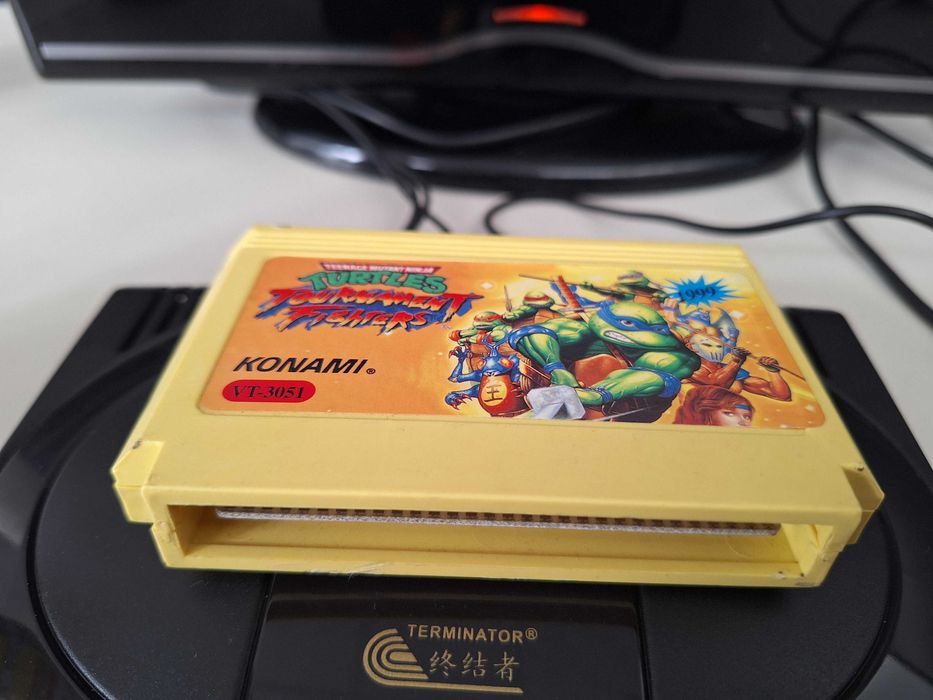 TEENAGE MUTANT NINJA
TURTLES
TOURNAMENT
FIGHTERS
1999
KONAMI®
VT-3051
王
TERMINATOR®
终结者